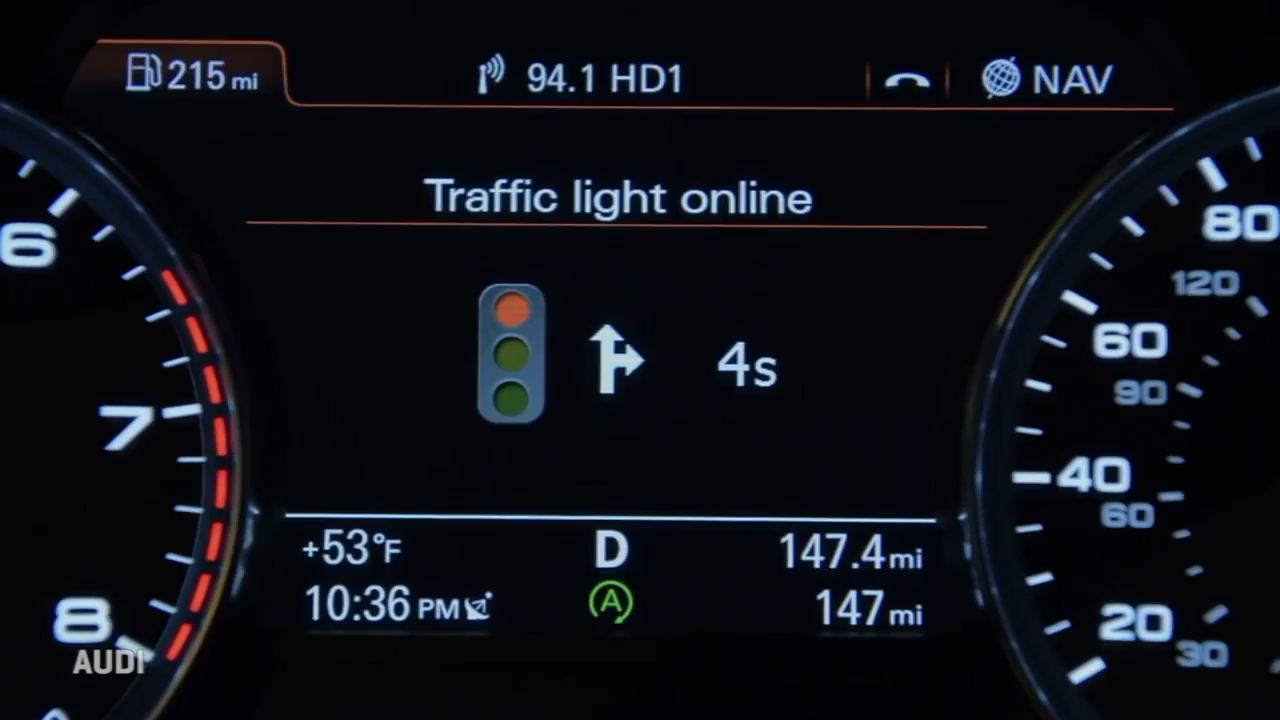 215 mi
94.1 HD1
NAV
Traffic light online
4s
+53°F
D
147.4 mi
10:36 PM
A
147 mi
6
7
8
80
120
60
90
40
60
20
30
AUDI